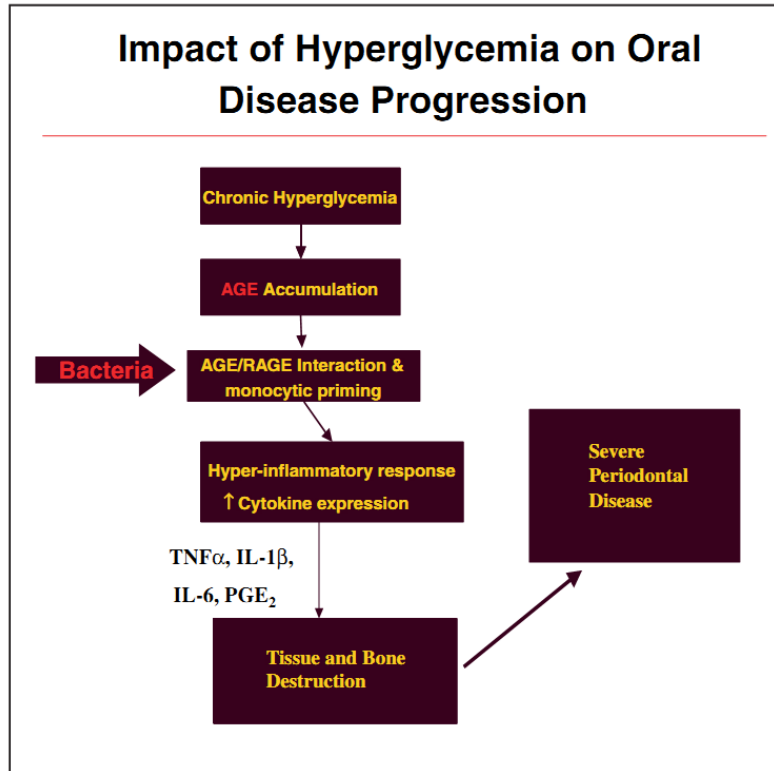 Impact of Hyperglycemia on Oral
Disease Progression
Chronic Hyperglycemia
AGE Accumulation
Bacteria
AGE/RAGE Interaction &
monocytic priming
Hyper-inflammatory response
↑ Cytokine expression
TNFα, IL-1β,
IL-6, PGE₂
Tissue and Bone
Destruction
Severe
Periodontal
Disease